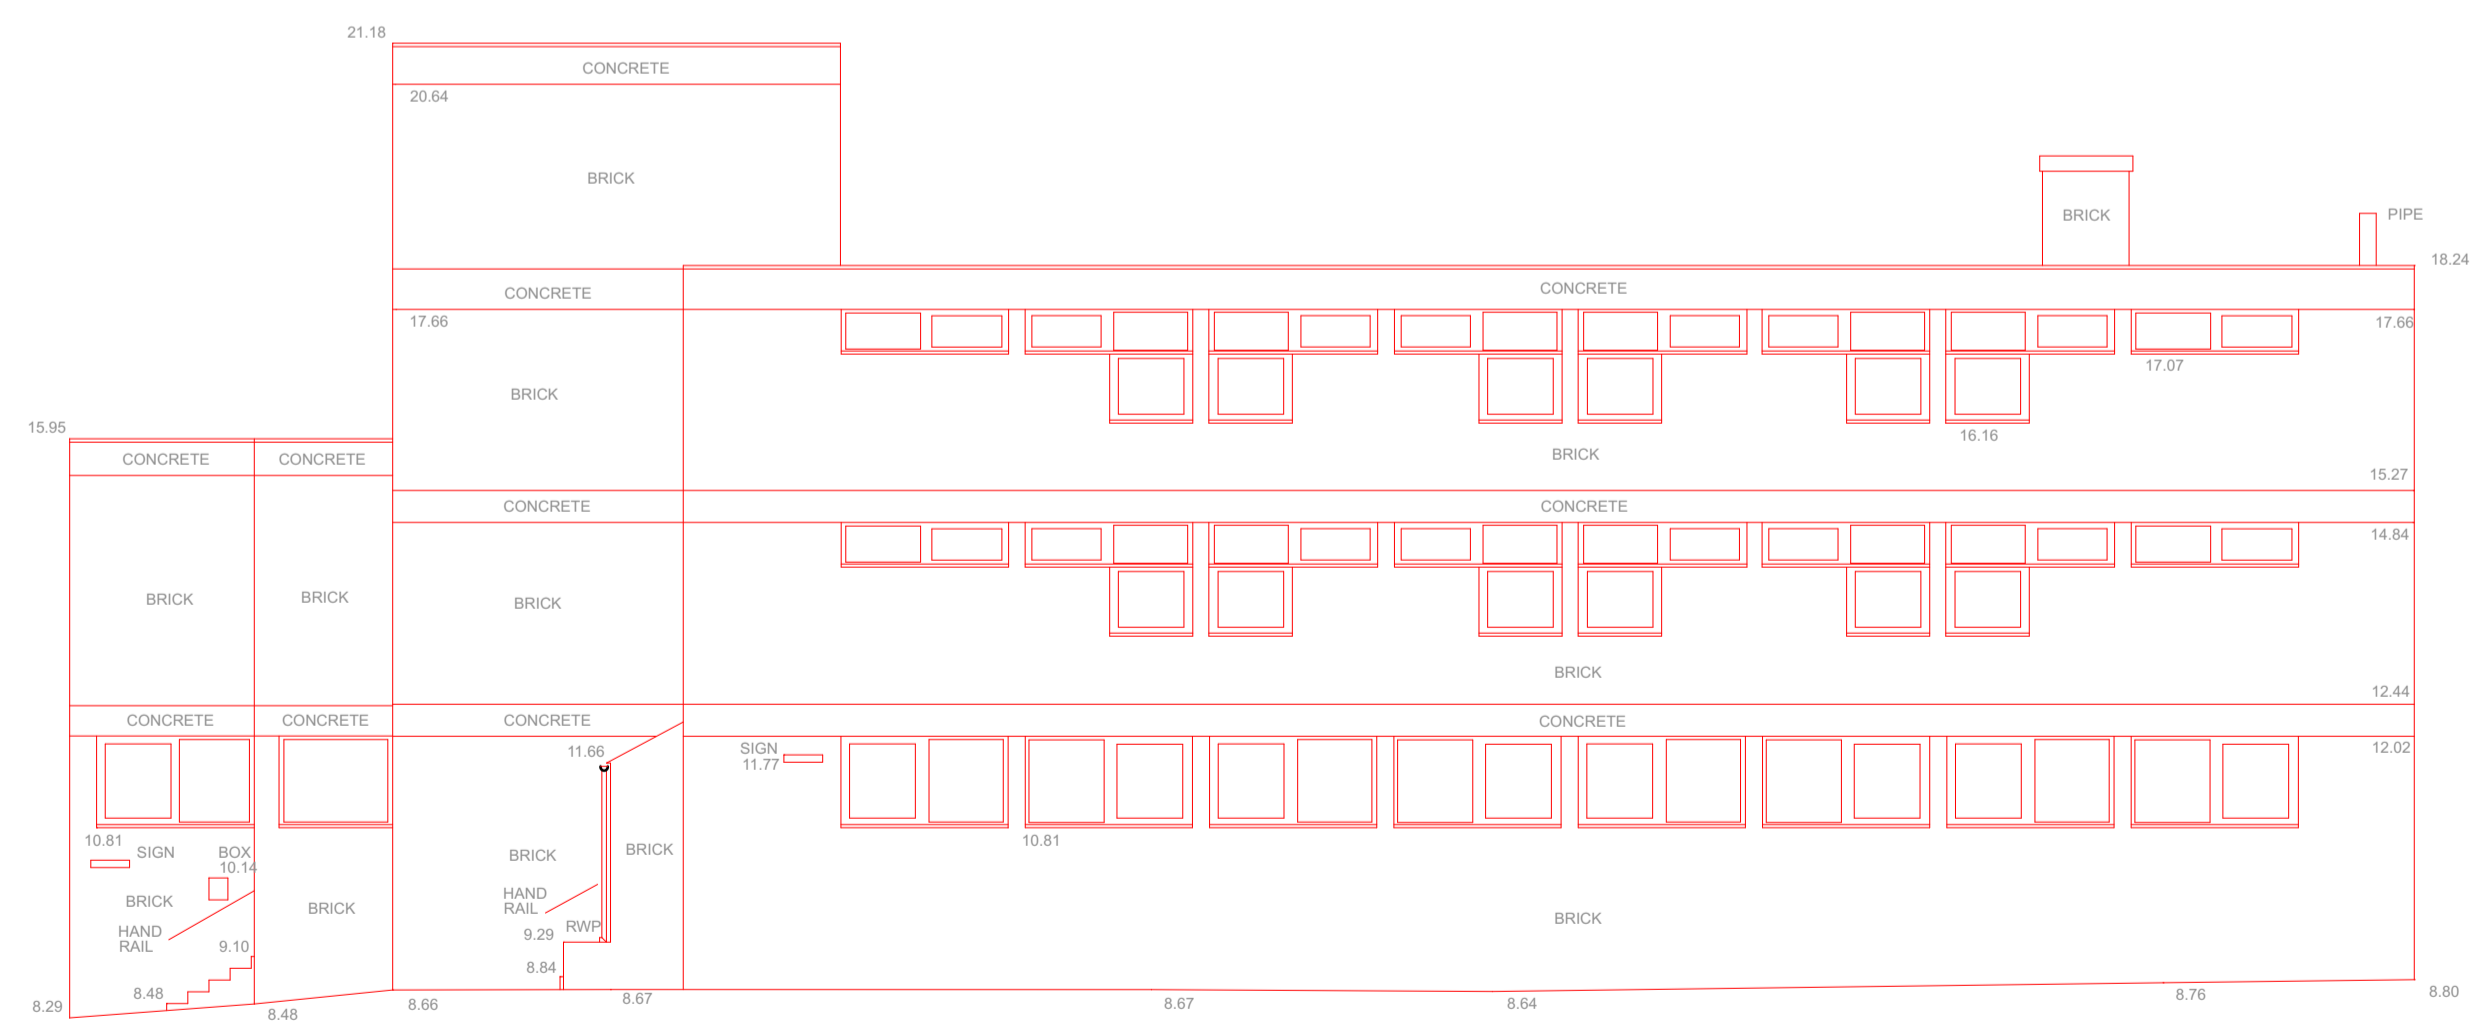 21.18
CONCRETE
20.64
BRICK
BRICK
PIPE
18.24
CONCRETE
CONCRETE
17.66
17.66
17.07
BRICK
15.95
16.16
CONCRETE
CONCRETE
BRICK
15.27
CONCRETE
CONCRETE
14.84
BRICK
BRICK
BRICK
BRICK
12.44
CONCRETE
CONCRETE
CONCRETE
CONCRETE
12.02
11.66
SIGN
11.77
10.81
SIGN
BOX
10.14
BRICK
BRICK
10.81
BRICK
HAND
RAIL
BRICK
BRICK
HAND
RAIL
9.10
9.29
RWP
8.84
8.48
8.29
8.48
8.66
8.67
8.67
8.64
8.76
8.80